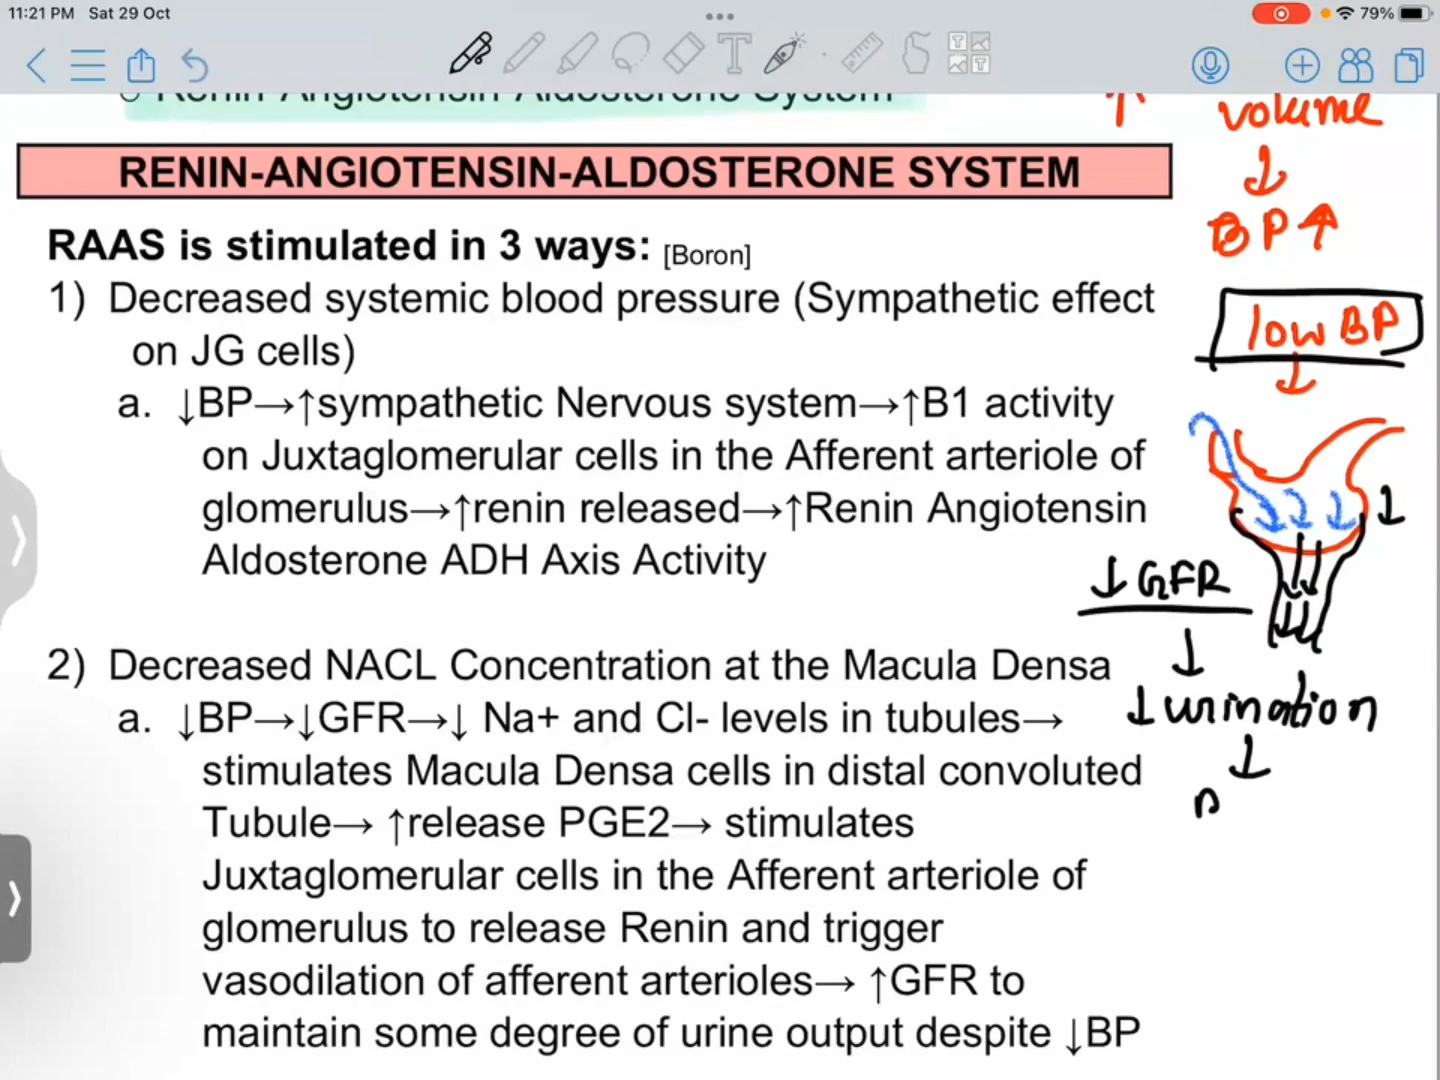 11:21 PM Sat 29 Oct
79%
Renin-Angiotensin-Aldosterone System
RENIN-ANGIOTENSIN-ALDOSTERONE SYSTEM
RAAS is stimulated in 3 ways: [Boron]
1) Decreased systemic blood pressure (Sympathetic effect
on JG cells)
a. ↓BP→↑sympathetic Nervous system→↑B1 activity
on Juxtaglomerular cells in the Afferent arteriole of
glomerulus→↑renin released→↑Renin Angiotensin
Aldosterone ADH Axis Activity
2) Decreased NACL Concentration at the Macula Densa
a. ↓BP→↓GFR→↓ Na+ and Cl- levels in tubules→
stimulates Macula Densa cells in distal convoluted
Tubule→ ↑release PGE2→ stimulates
Juxtaglomerular cells in the Afferent arteriole of
glomerulus to release Renin and trigger
vasodilation of afferent arterioles→ ↑GFR to
maintain some degree of urine output despite ↓BP
↑ volume
↓
BP↑
low BP
↓
↓
↓GFR
↓
↓urination
↓
n